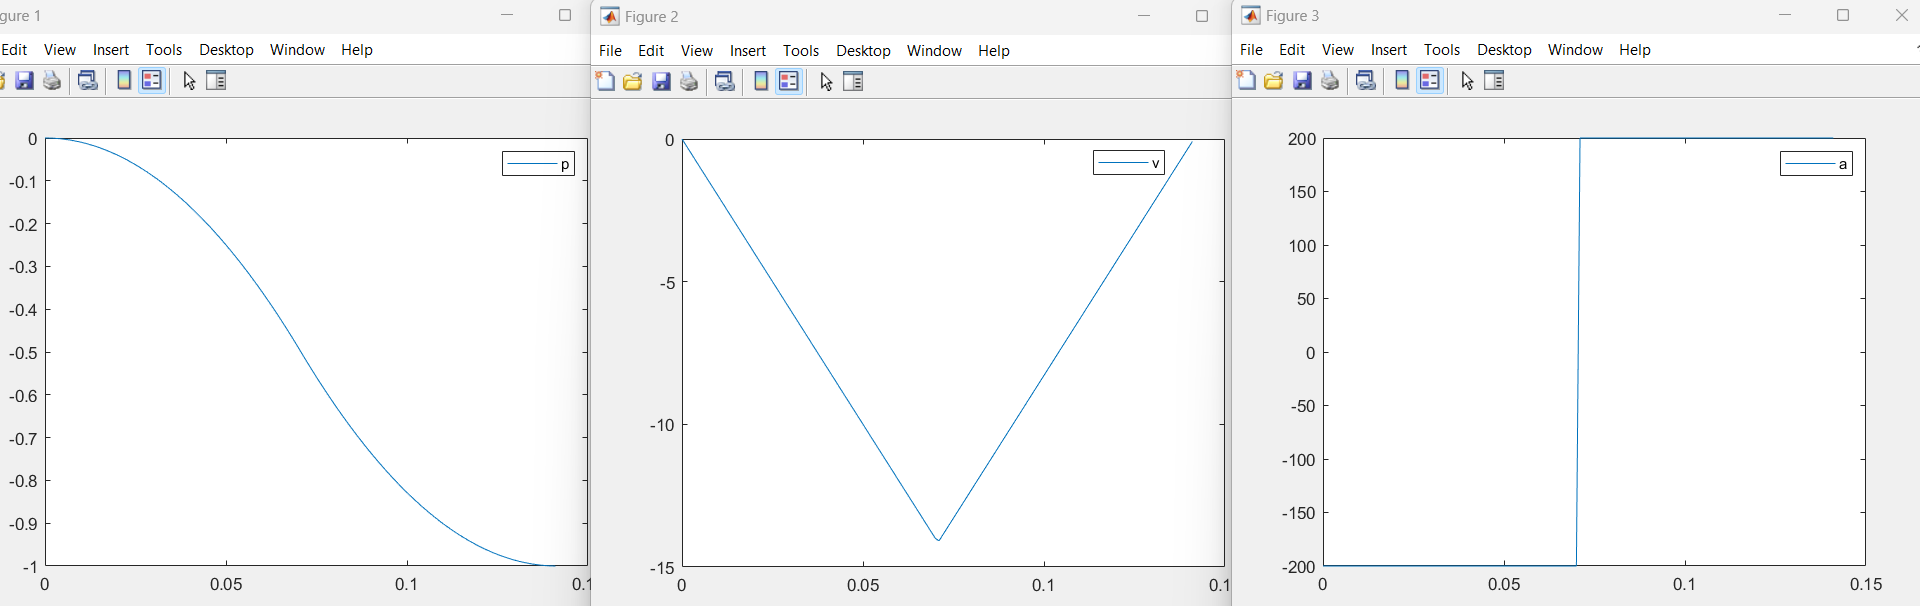 gure 1
Edit View Insert Tools Desktop Window Help
p
0
-0.1
-0.2
-0.3
-0.4
-0.5
-0.6
-0.7
-0.8
-0.9
-1
0 0.05 0.1 0.1
Figure 2
File Edit View Insert Tools Desktop Window Help
v
0
-5
-10
-15
0 0.05 0.1 0.1
Figure 3
File Edit View Insert Tools Desktop Window Help
a
200
150
100
50
0
-50
-100
-150
-200
0 0.05 0.1 0.15